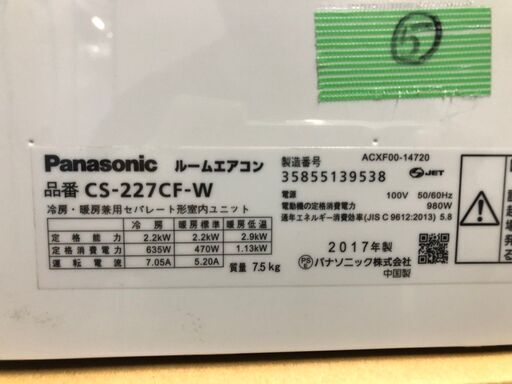 ⑤
Panasonic ルームエアコン
品番 CS-227CF-W
冷房・暖房兼用セパレート形室内ユニット
冷房 暖房標準 暖房低温
定格能力 2.2kW 2.2kW 2.9kW
定格消費電力 635W 470W 1.13kW
運転電流 7.05A 5.20A
質量 7.5kg
ACXF00-14720
製造番号
35855139538
JET
電源 100V 50/60Hz
電動機の定格消費電力 980W
通年エネルギー消費効率(JIS C 9612:2013) 5.8
2017年製
PSE パナソニック株式会社
中国製